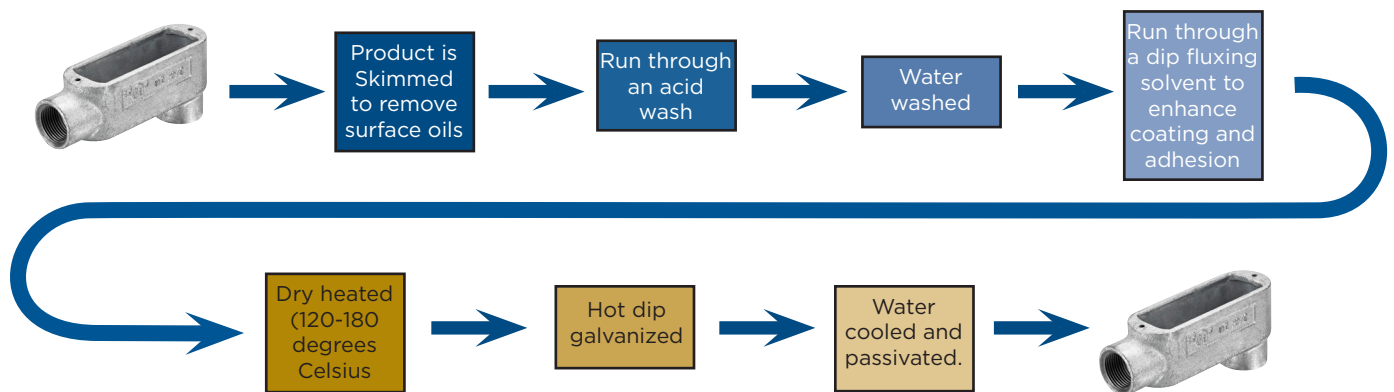 Product is
Skimmed
to remove
surface oils
Run through
an acid
wash
Water
washed
Run through
a dip fluxing
solvent to
enhance
coating and
adhesion
Dry heated
(120-180
degrees
Celsius
Hot dip
galvanized
Water
cooled and
passivated.